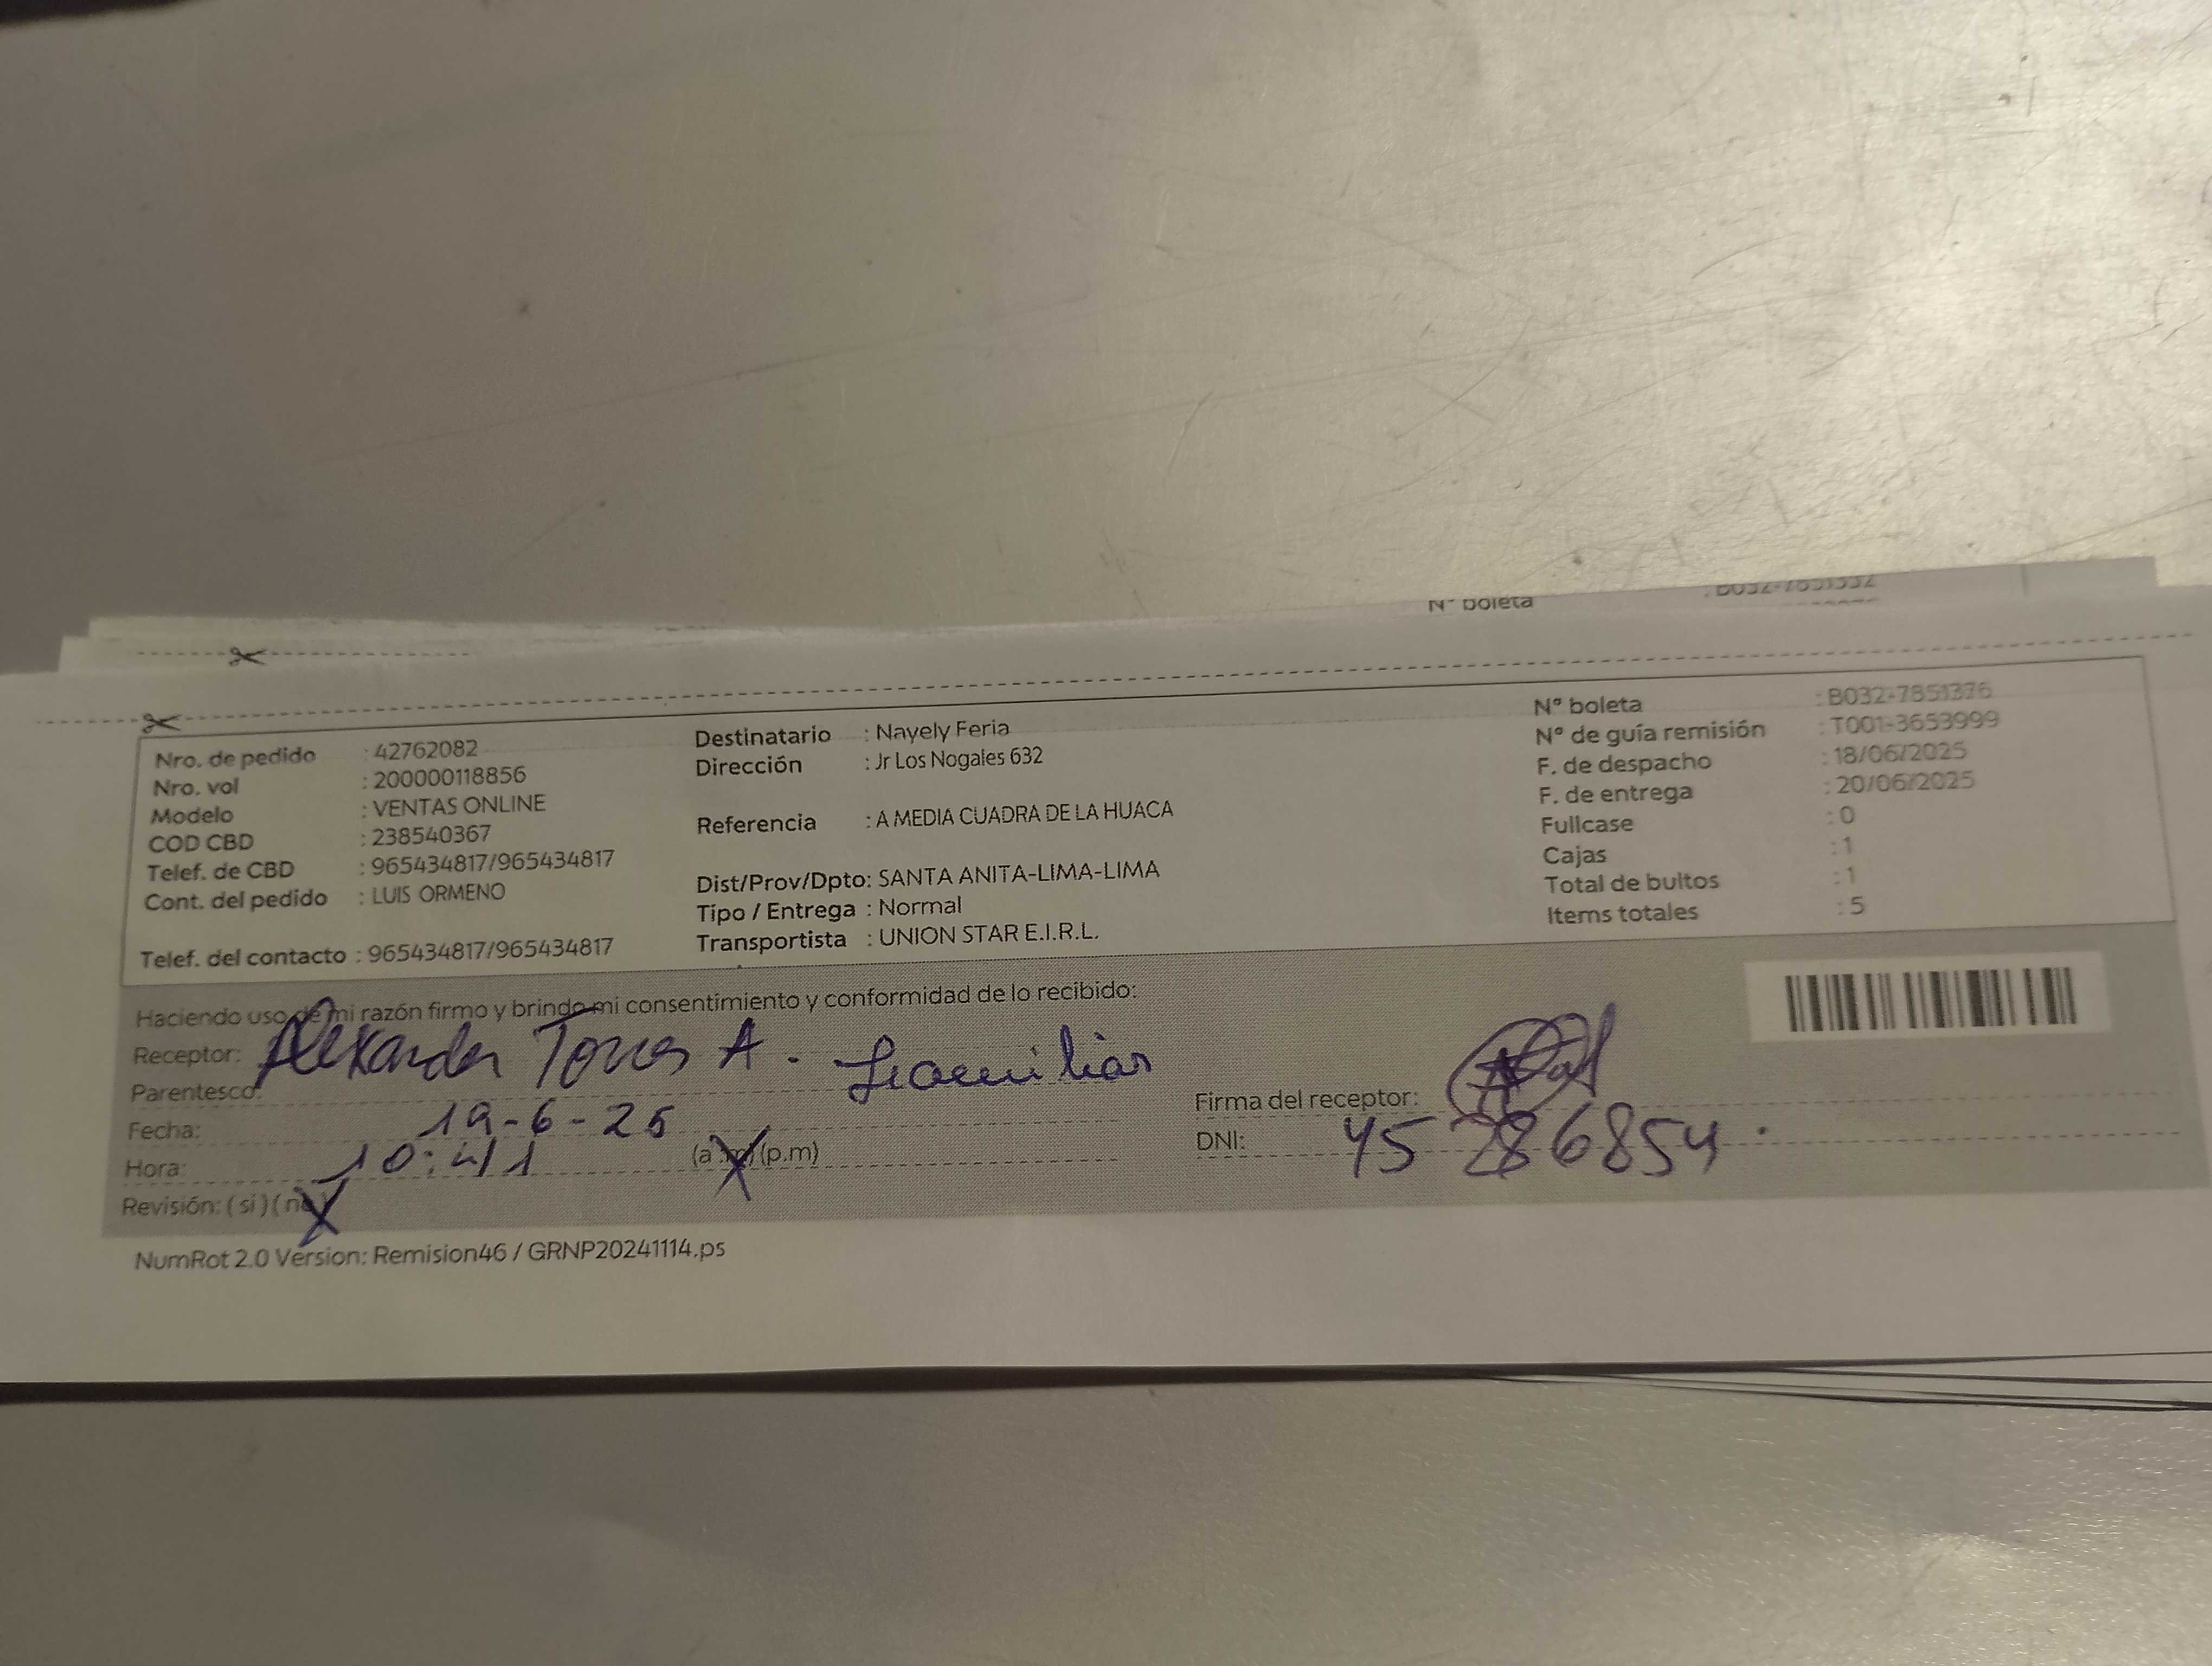 N° boleta : B032-7851332
Nro. de pedido : 42762082
Nro. vol : 200000118856
Modelo : VENTAS ONLINE
COD CBD : 238540367
Telef. de CBD : 965434817/965434817
Cont. del pedido : LUIS ORMENO
Telef. del contacto : 965434817/965434817
Destinatario : Nayely Feria
Dirección : Jr Los Nogales 632
Referencia : A MEDIA CUADRA DE LA HUACA
Dist/Prov/Dpto: SANTA ANITA-LIMA-LIMA
Tipo / Entrega : Normal
Transportista : UNION STAR E.I.R.L.
N° boleta : B032-7851376
N° de guía remisión : T001-3653999
F. de despacho : 18/06/2025
F. de entrega : 20/06/2025
Fullcase : 0
Cajas : 1
Total de bultos : 1
Items totales : 5
Haciendo uso de mi razón firmo y brindo mi consentimiento y conformidad de lo recibido:
Receptor: Alexander Torres A. - Familiar
Parentesco:
Fecha: 19-6-25
Hora: 10:41 (a.m) (p.m)
Revisión: (si) (no)
Firma del receptor:
DNI: 45286854.
NumRot 2.0 Version: Remision46 / GRNP20241114.ps